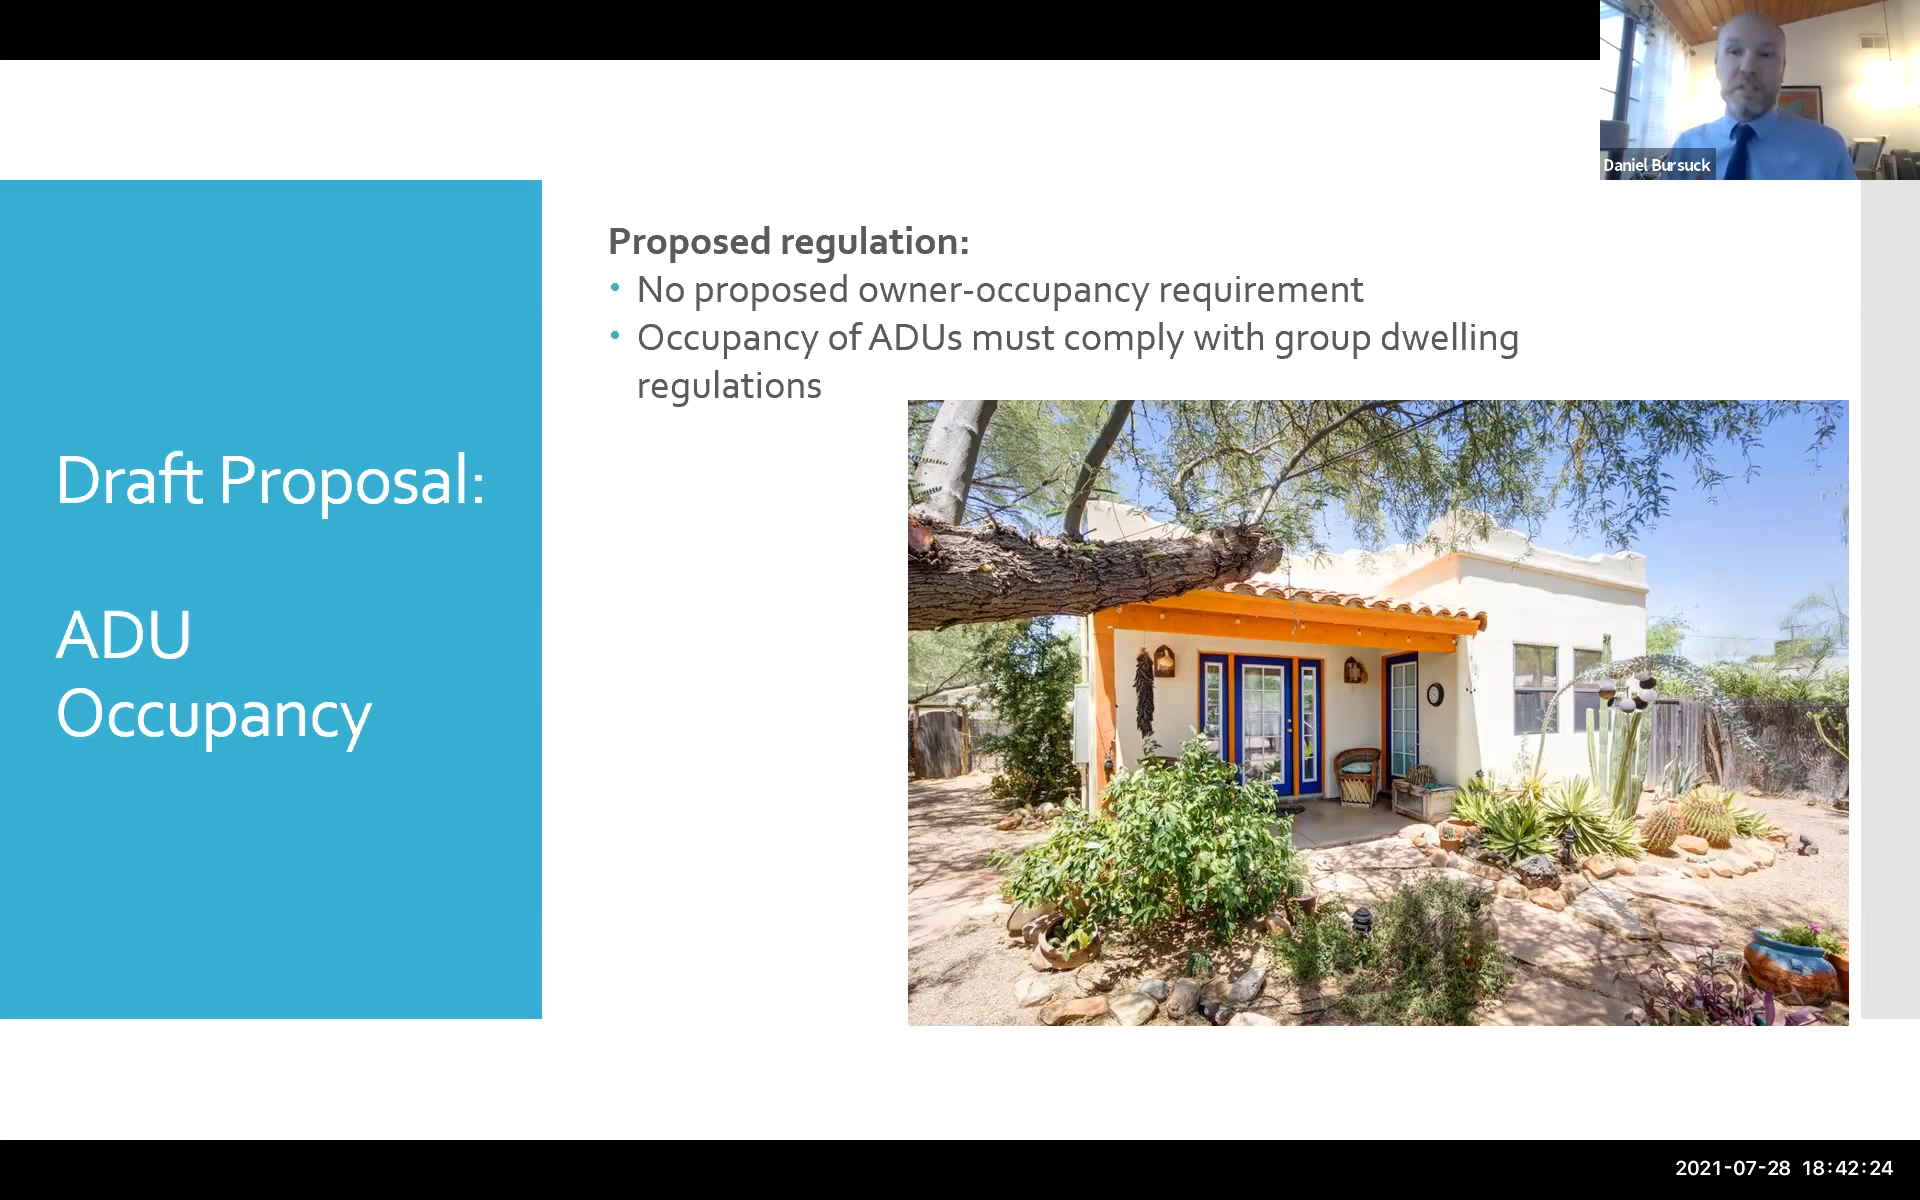 Daniel Bursuck
Proposed regulation:
• No proposed owner-occupancy requirement
• Occupancy of ADUs must comply with group dwelling
regulations
Draft Proposal:
ADU
Occupancy
2021-07-28 18:42:24